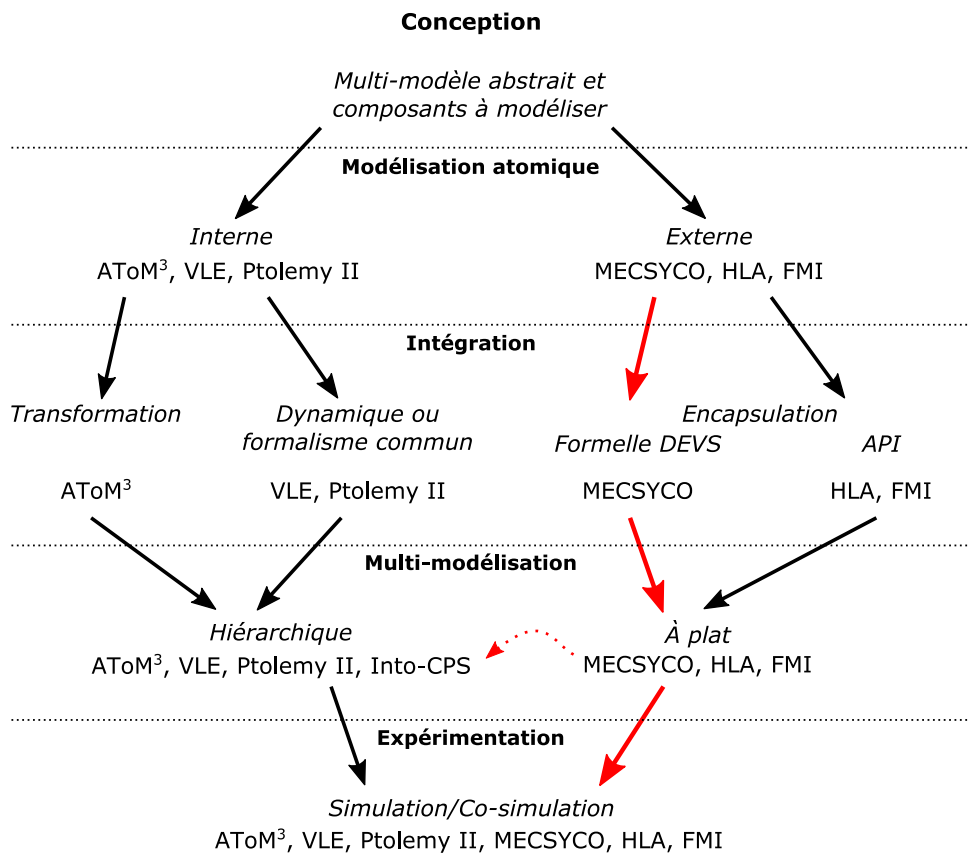 Conception
Multi-modèle abstrait et
composants à modéliser
Modélisation atomique
Interne
AToM³, VLE, Ptolemy II
Externe
MECSYCO, HLA, FMI
Intégration
Transformation
Dynamique ou
formalisme commun
Encapsulation
Formelle DEVS
API
AToM³
VLE, Ptolemy II
MECSYCO
HLA, FMI
Multi-modélisation
Hiérarchique
AToM³, VLE, Ptolemy II, Into-CPS
À plat
MECSYCO, HLA, FMI
Expérimentation
Simulation/Co-simulation
AToM³, VLE, Ptolemy II, MECSYCO, HLA, FMI